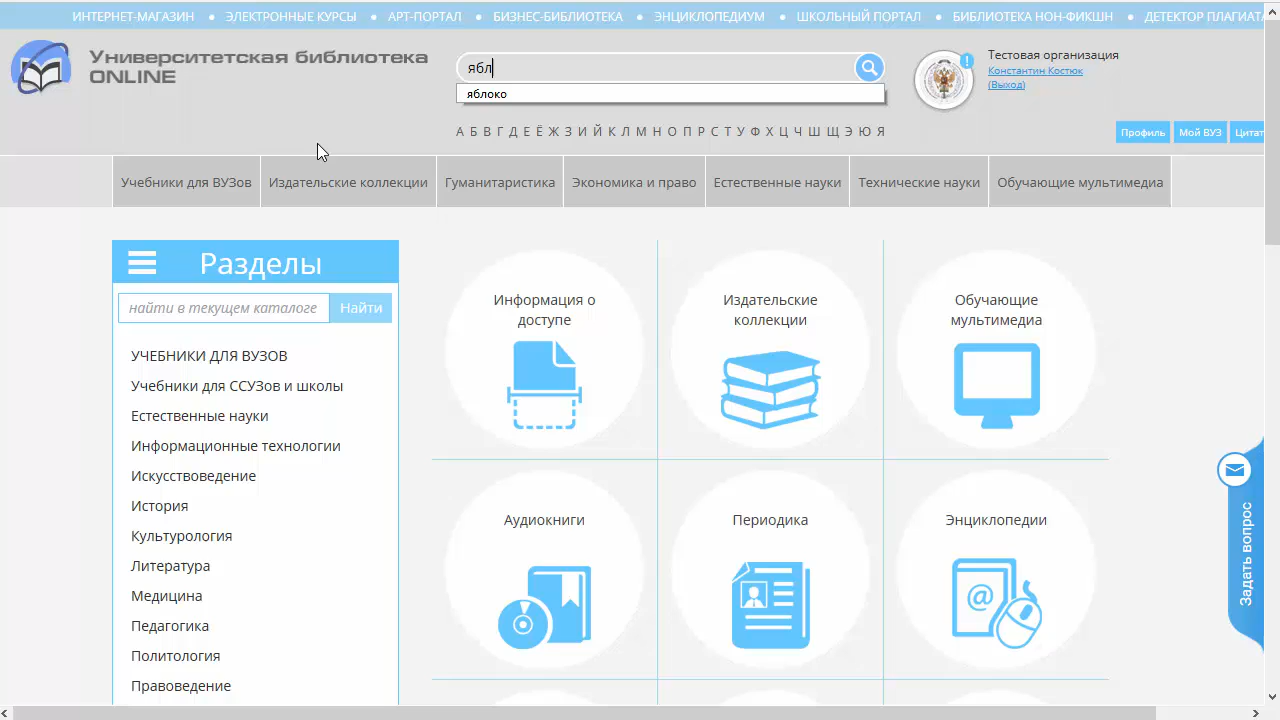 ИНТЕРНЕТ-МАГАЗИН • ЭЛЕКТРОННЫЕ КУРСЫ • АРТ-ПОРТАЛ • БИЗНЕС-БИБЛИОТЕКА • ЭНЦИКЛОПЕДИУМ • ШКОЛЬНЫЙ ПОРТАЛ • БИБЛИОТЕКА НОН-ФИКШН • ДЕТЕКТОР ПЛАГИАТА
Университетская библиотека
ONLINE
ябл
яблоко
Тестовая организация
Константин Костюк
(Выход)
А Б В Г Д Е Ё Ж З И Й К Л М Н О П Р С Т У Ф Х Ц Ч Ш Щ Э Ю Я
Профиль Мой ВУЗ Цитат
Учебники для ВУЗов Издательские коллекции Гуманитаристика Экономика и право Естественные науки Технические науки Обучающие мультимедиа
Разделы
найти в текущем каталоге Найти
УЧЕБНИКИ ДЛЯ ВУЗОВ
Учебники для ССУЗов и школы
Естественные науки
Информационные технологии
Искусствоведение
История
Культурология
Литература
Медицина
Педагогика
Политология
Правоведение
Информация о
доступе
Издательские
коллекции
Обучающие
мультимедиа
Аудиокниги
Периодика
Энциклопедии
@
!
Задать вопрос